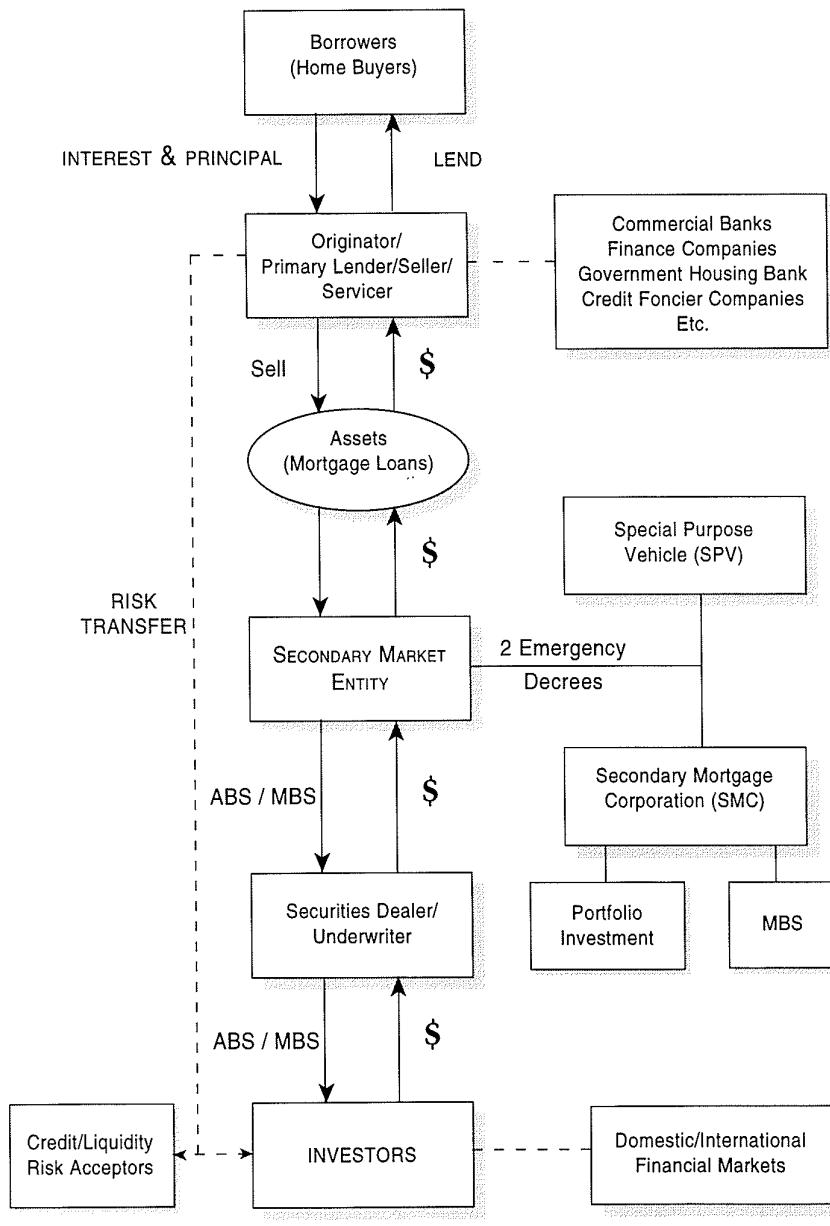 Borrowers
(Home Buyers)
INTEREST & PRINCIPAL
LEND
Originator/
Primary Lender/Seller/
Servicer
Commercial Banks
Finance Companies
Government Housing Bank
Credit Foncier Companies
Etc.
Sell
$
Assets
(Mortgage Loans)
$
Special Purpose
Vehicle (SPV)
RISK
TRANSFER
SECONDARY MARKET
ENTITY
2 Emergency
Decrees
ABS / MBS
$
Secondary Mortgage
Corporation (SMC)
Securities Dealer/
Underwriter
Portfolio
Investment
MBS
ABS / MBS
$
Credit/Liquidity
Risk Acceptors
INVESTORS
Domestic/International
Financial Markets